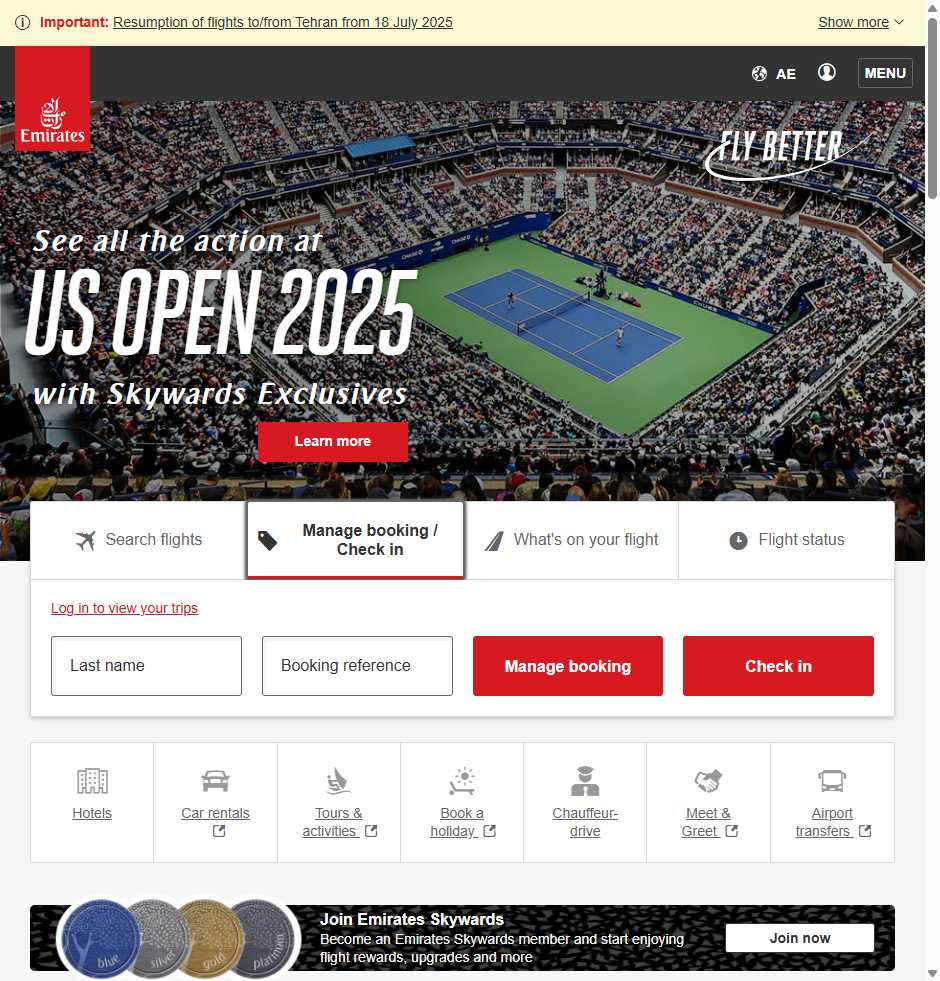 Important: Resumption of flights to/from Tehran from 18 July 2025
Show more
Emirates
AE
MENU
FLY BETTER
See all the action at
US OPEN 2025
with Skywards Exclusives
Learn more
Search flights
Manage booking /
Check in
What's on your flight
Flight status
Log in to view your trips
Last name
Booking reference
Manage booking
Check in
Hotels
Car rentals
Tours &
activities
Book a
holiday
Chauffeur-
drive
Meet &
Greet
Airport
transfers
blue
silver
gold
platinum
Join Emirates Skywards
Become an Emirates Skywards member and start enjoying
flight rewards, upgrades and more
Join now